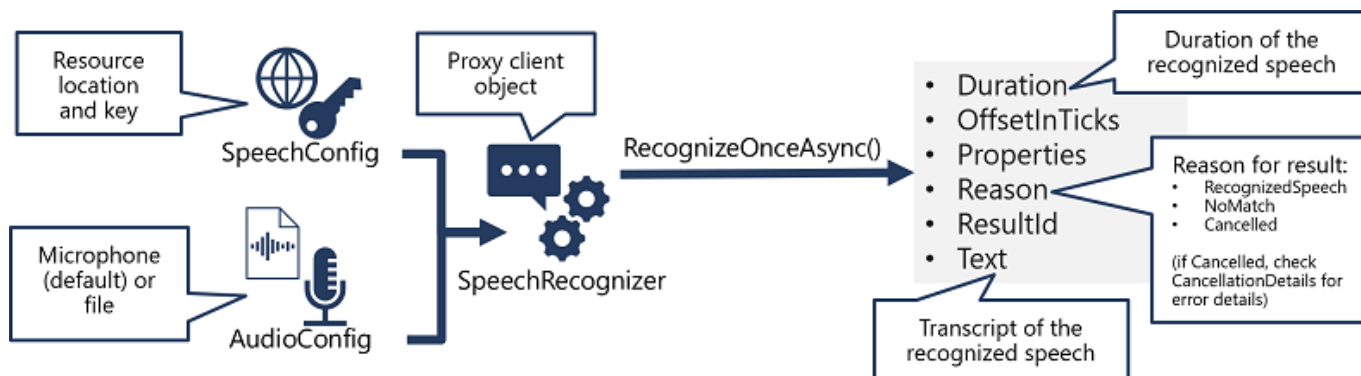 Resource
location
and key
SpeechConfig
Microphone
(default) or
file
AudioConfig
Proxy client
object
SpeechRecognizer
RecognizeOnceAsync()
• Duration
• OffsetInTicks
• Properties
• Reason
• ResultId
• Text
Duration of the
recognized speech
Reason for result:
• RecognizedSpeech
• NoMatch
• Cancelled
(if Cancelled, check
CancellationDetails for
error details)
Transcript of the
recognized speech